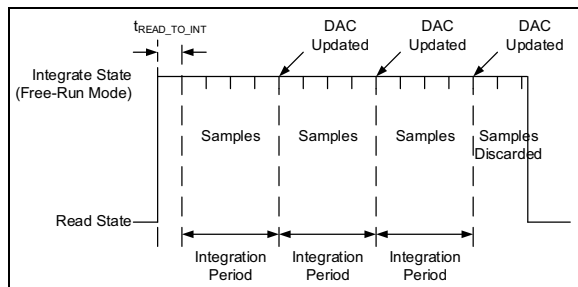 tREAD_TO_INT
DAC
Updated
DAC
Updated
DAC
Updated
Integrate State
(Free-Run Mode)
Samples
Samples
Samples
Samples
Discarded
Read State
Integration
Period
Integration
Period
Integration
Period